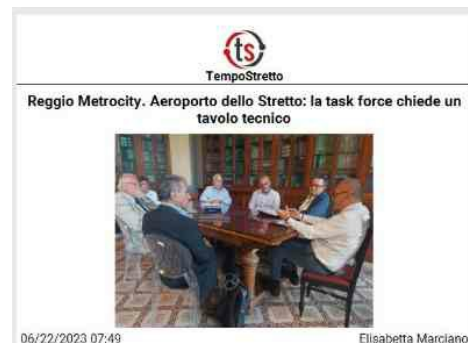 ts
TempoStretto
Reggio Metrocity. Aeroporto dello Stretto: la task force chiede un
tavolo tecnico
06/22/2023 07:49 Elisabetta Marciano